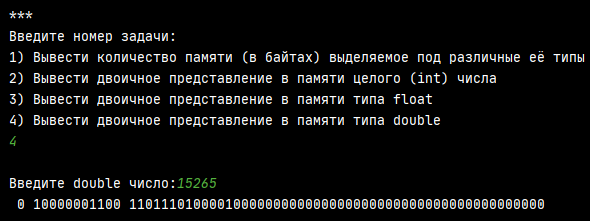 ***
Введите номер задачи:
1) Вывести количество памяти (в байтах) выделяемое под различные её типы
2) Вывести двоичное представление в памяти целого (int) числа
3) Вывести двоичное представление в памяти типа float
4) Вывести двоичное представление в памяти типа double
4
Введите double число:15265
0 10000001100 1101110100001000000000000000000000000000000000000000